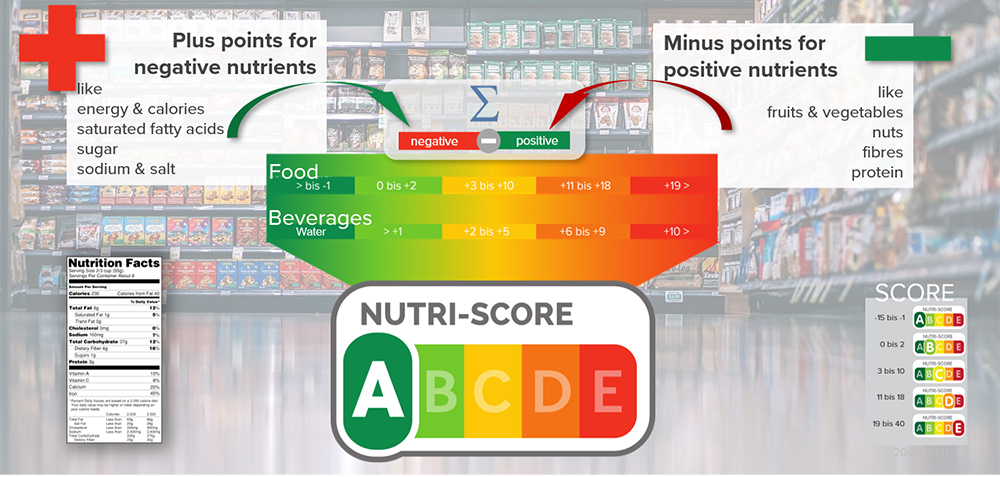 Plus points for
negative nutrients
like
energy & calories
saturated fatty acids
sugar
sodium & salt
Minus points for
positive nutrients
like
fruits & vegetables
nuts
fibres
protein
Σ
negative
positive
Food
> bis -1
0 bis +2
+3 bis +10
+11 bis +18
+19 >
Beverages
Water
> +1
+2 bis +5
+6 bis +9
+10 >
NUTRI-SCORE
A B C D E
Nutrition Facts
Serving Size 2/3 cup (55g)
Servings Per Container About 8
Amount Per Serving
Calories 230 Calories from Fat 40
% Daily Value*
Total Fat 8g 12%
Saturated Fat 1g 5%
Trans Fat 0g
Cholesterol 0mg 0%
Sodium 160mg 7%
Total Carbohydrate 37g 12%
Dietary Fiber 4g 16%
Sugars 1g
Protein 3g
Vitamin A 10%
Vitamin C 8%
Calcium 20%
Iron 45%
SCORE
-15 bis -1
NUTRI-SCORE
A B C D E
0 bis 2
NUTRI-SCORE
A B C D E
3 bis 10
NUTRI-SCORE
A B C D E
11 bis 18
NUTRI-SCORE
A B C D E
19 bis 40
NUTRI-SCORE
A B C D E